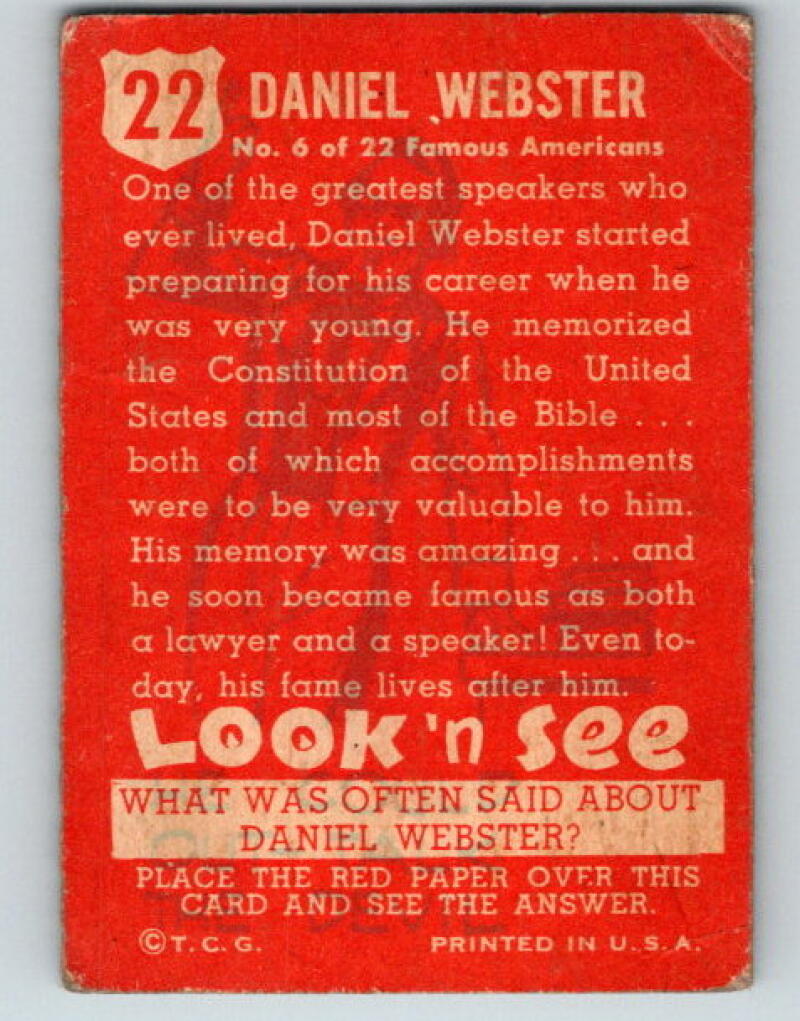 22 DANIEL WEBSTER
No. 6 of 22 Famous Americans
One of the greatest speakers who
ever lived, Daniel Webster started
preparing for his career when he
was very young. He memorized
the Constitution of the United
States and most of the Bible . . .
both of which accomplishments
were to be very valuable to him.
His memory was amazing . . . and
he soon became famous as both
a lawyer and a speaker! Even to-
day, his fame lives after him.
LOOK 'n See
WHAT WAS OFTEN SAID ABOUT
DANIEL WEBSTER?
PLACE THE RED PAPER OVER THIS
CARD AND SEE THE ANSWER.
© T. C. G. PRINTED IN U. S. A.